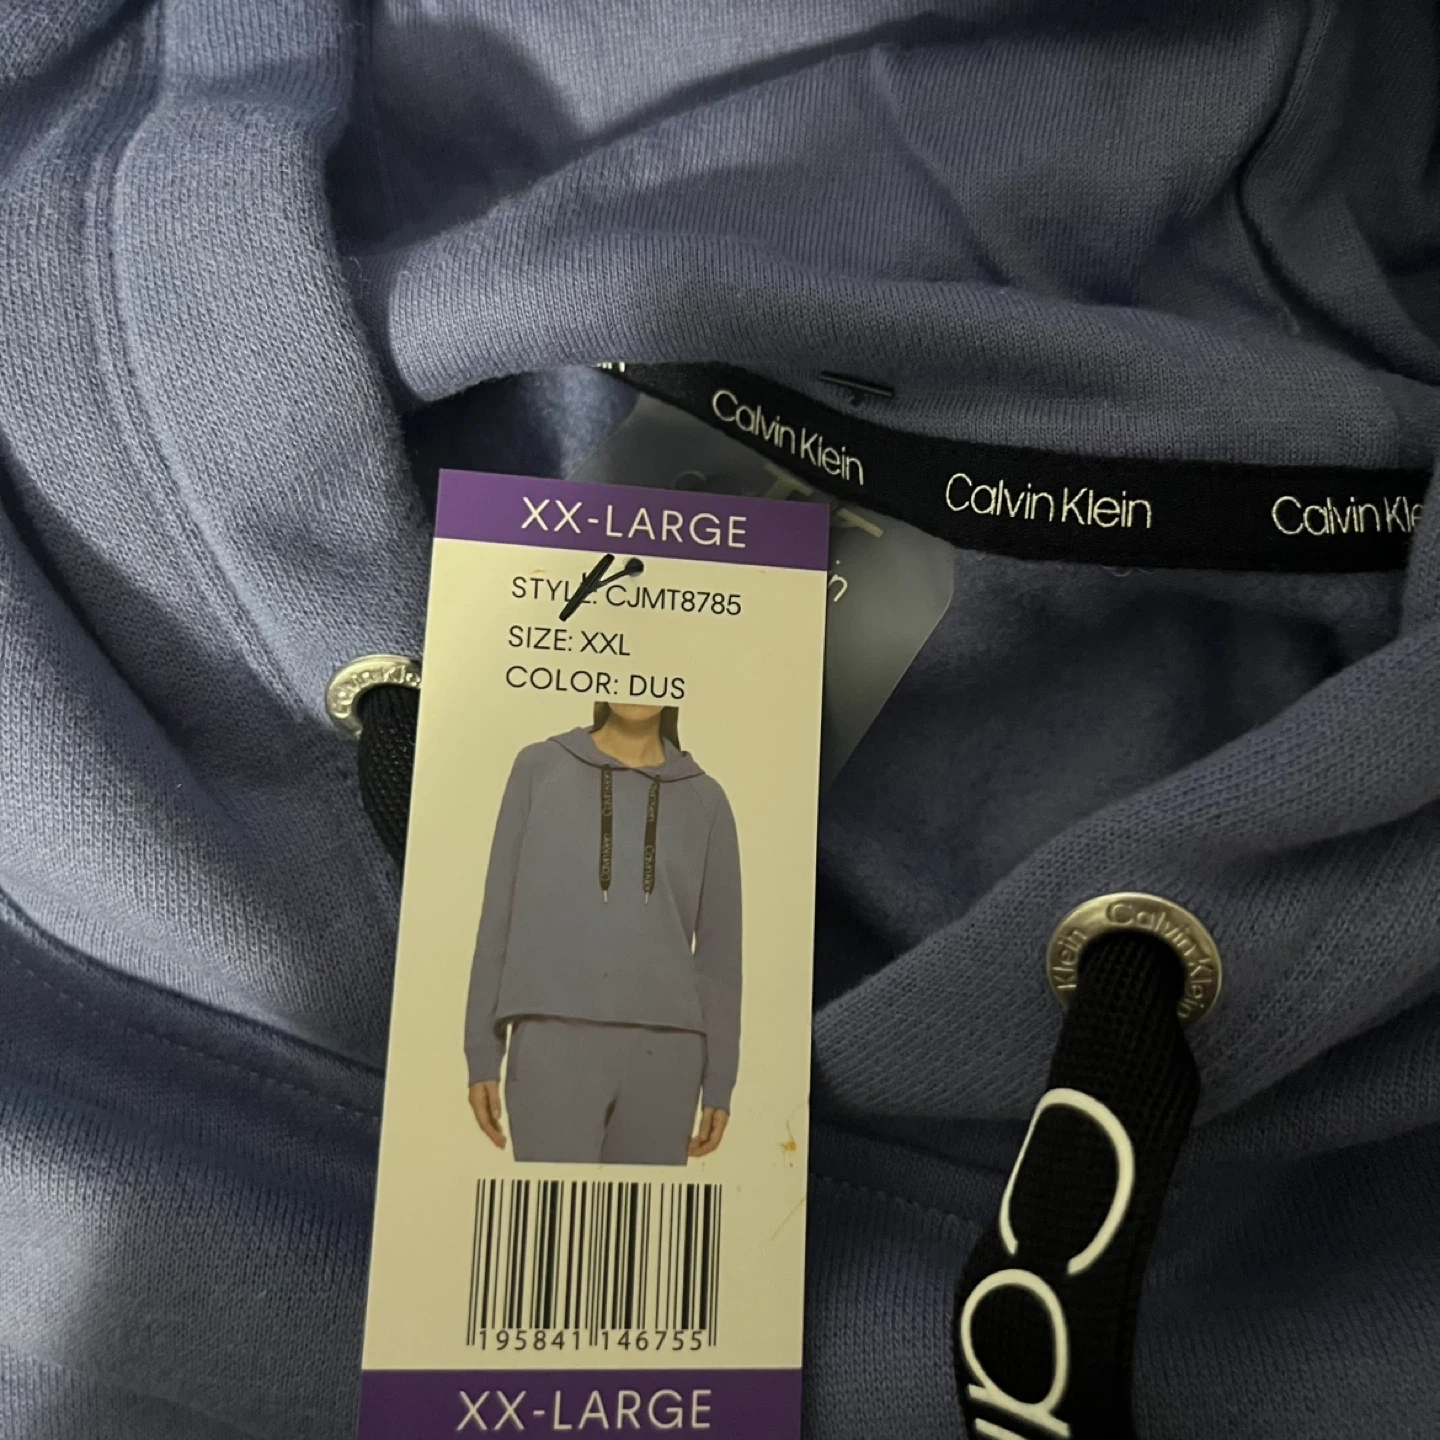 Calvin Klein
Calvin Klein
Calvin
XX-LARGE
STYLE: CJMT8785
SIZE: XXL
COLOR: DUS
Calvin Klein
Calvin Klein
Klein
195841 146755
XX-LARGE